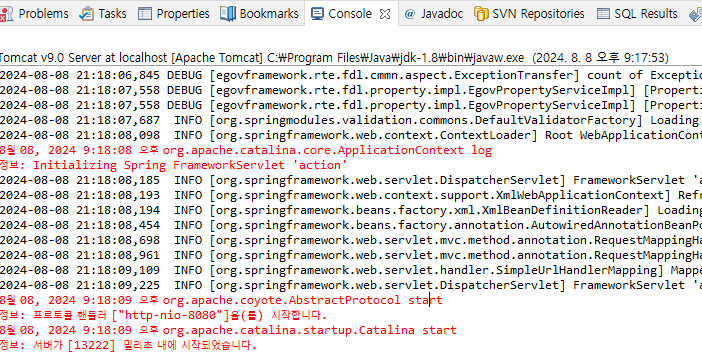 Problems Tasks Properties Bookmarks Console @ Javadoc SVN Repositories SQL Results
Tomcat v9.0 Server at localhost [Apache Tomcat] C:₩Program Files₩Java₩jdk-1.8₩bin₩javaw.exe (2024. 8. 8 오후 9:17:53)
2024-08-08 21:18:06,845 DEBUG [egovframework.rte.fdl.cmmn.aspect.ExceptionTransfer] count of Exceptio
2024-08-08 21:18:07,558 DEBUG [egovframework.rte.fdl.property.impl.EgovPropertyServiceImpl] [Properti
2024-08-08 21:18:07,558 DEBUG [egovframework.rte.fdl.property.impl.EgovPropertyServiceImpl] [Properti
2024-08-08 21:18:07,687 INFO [org.springmodules.validation.commons.DefaultValidatorFactory] Loading
2024-08-08 21:18:08,098 INFO [org.springframework.web.context.ContextLoader] Root WebApplicationCont
8월 08, 2024 9:18:08 오후 org.apache.catalina.core.ApplicationContext log
정보: Initializing Spring FrameworkServlet 'action'
2024-08-08 21:18:08,185 INFO [org.springframework.web.servlet.DispatcherServlet] FrameworkServlet 'a
2024-08-08 21:18:08,193 INFO [org.springframework.web.context.support.XmlWebApplicationContext] Refr
2024-08-08 21:18:08,194 INFO [org.springframework.beans.factory.xml.XmlBeanDefinitionReader] Loading
2024-08-08 21:18:08,454 INFO [org.springframework.beans.factory.annotation.AutowiredAnnotationBeanPo
2024-08-08 21:18:08,698 INFO [org.springframework.web.servlet.mvc.method.annotation.RequestMappingHa
2024-08-08 21:18:08,961 INFO [org.springframework.web.servlet.mvc.method.annotation.RequestMappingHa
2024-08-08 21:18:09,109 INFO [org.springframework.web.servlet.handler.SimpleUrlHandlerMapping] Mappe
2024-08-08 21:18:09,225 INFO [org.springframework.web.servlet.DispatcherServlet] FrameworkServlet 'a
8월 08, 2024 9:18:09 오후 org.apache.coyote.AbstractProtocol start
정보: 프로토콜 핸들러 ["http-nio-8080"]을(를) 시작합니다.
8월 08, 2024 9:18:09 오후 org.apache.catalina.startup.Catalina start
정보: 서버가 [13222] 밀리초 내에 시작되었습니다.